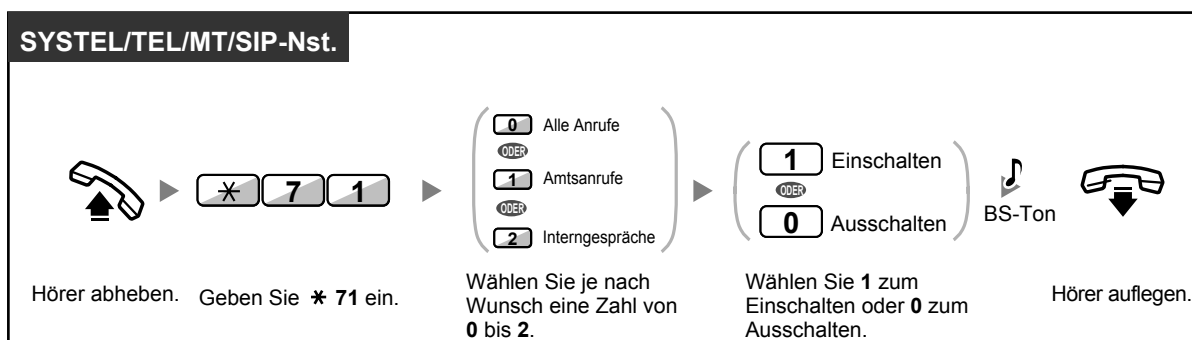 SYSTEL/TEL/MT/SIP-Nst.
0 Alle Anrufe
ODER
1 Amtsanrufe
ODER
2 Interngespräche
1 Einschalten
ODER
0 Ausschalten
* 7 1
BS-Ton
Hörer abheben.
Geben Sie * 71 ein.
Wählen Sie je nach
Wunsch eine Zahl von
0 bis 2.
Wählen Sie 1 zum
Einschalten oder 0 zum
Ausschalten.
Hörer auflegen.